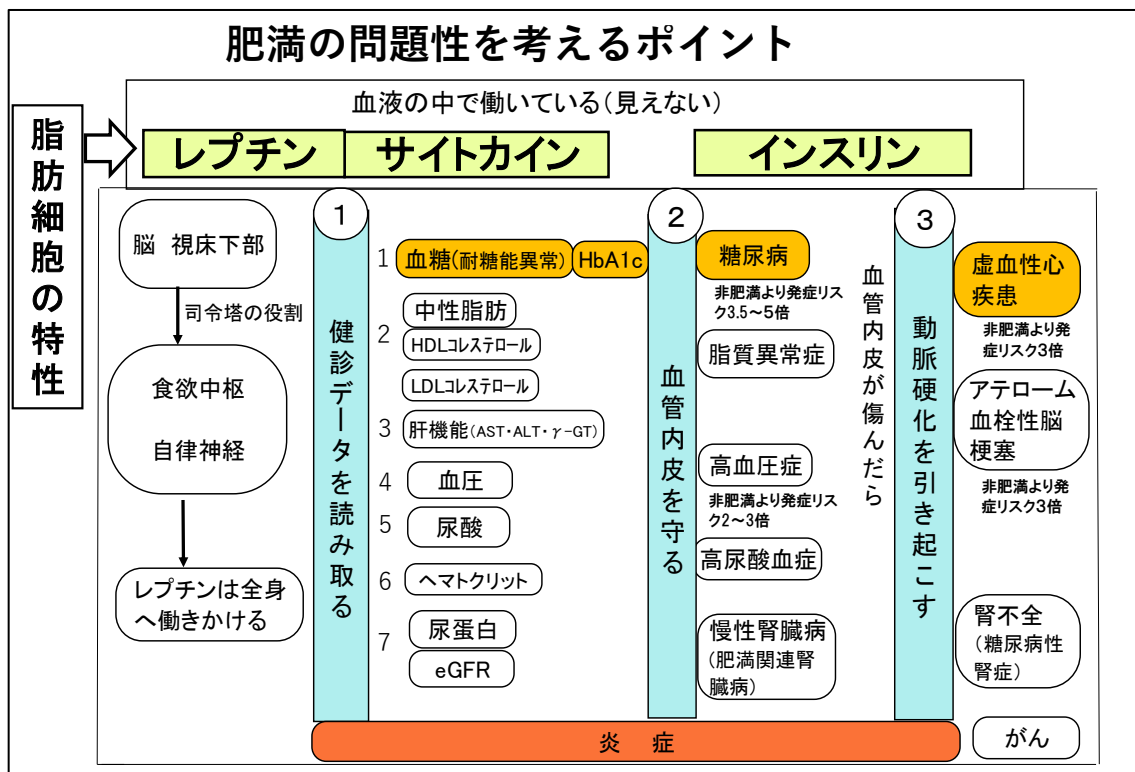 肥満の問題性を考えるポイント
脂肪細胞の特性
血液の中で働いている(見えない)
レプチン
サイトカイン
インスリン
脳 視床下部
司令塔の役割
食欲中枢
自律神経
レプチンは全身
へ働きかける
1
健診データを読み取る
1
血糖(耐糖能異常)
HbA1c
2
中性脂肪
HDLコレステロール
LDLコレステロール
3
肝機能(AST・ALT・γ-GT)
4
血圧
5
尿酸
6
ヘマトクリット
7
尿蛋白
eGFR
2
血管内皮を守る
糖尿病
非肥満より発症リス
ク3.5~5倍
脂質異常症
高血圧症
非肥満より発症リス
ク2~3倍
高尿酸血症
慢性腎臓病
(肥満関連腎
臓病)
血管内皮が傷んだら
3
動脈硬化を引き起こす
虚血性心
疾患
非肥満より発
症リスク3倍
アテローム
血栓性脳
梗塞
非肥満より発
症リスク3倍
腎不全
(糖尿病性
腎症)
がん
炎 症